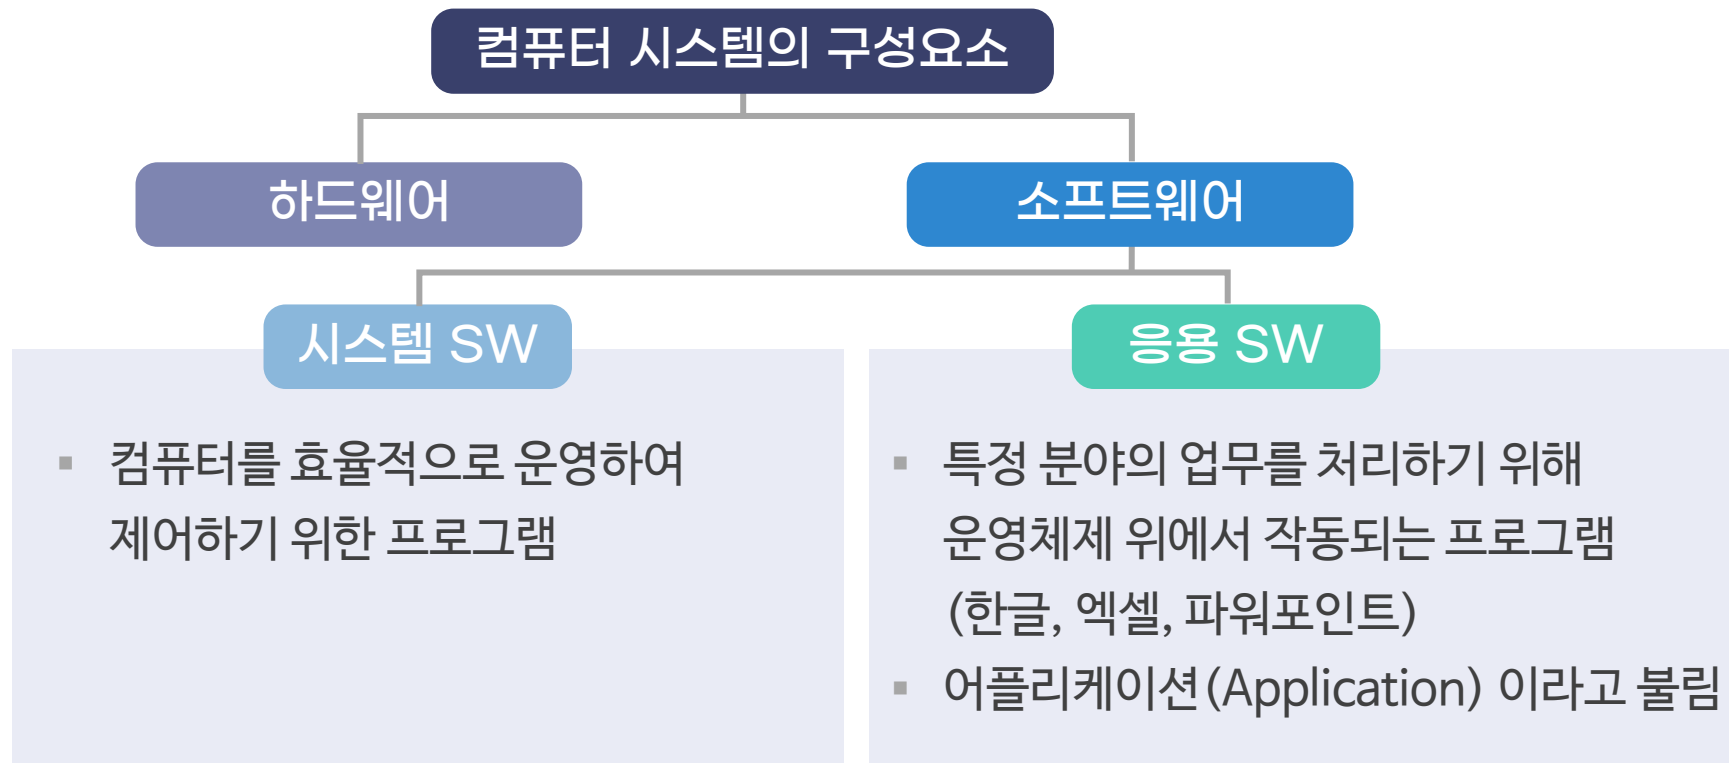 컴퓨터 시스템의 구성요소
하드웨어
소프트웨어
시스템 SW
응용 SW
▪ 컴퓨터를 효율적으로 운영하여
제어하기 위한 프로그램
▪ 특정 분야의 업무를 처리하기 위해
운영체제 위에서 작동되는 프로그램
(한글, 엑셀, 파워포인트)
▪ 어플리케이션(Application) 이라고 불림